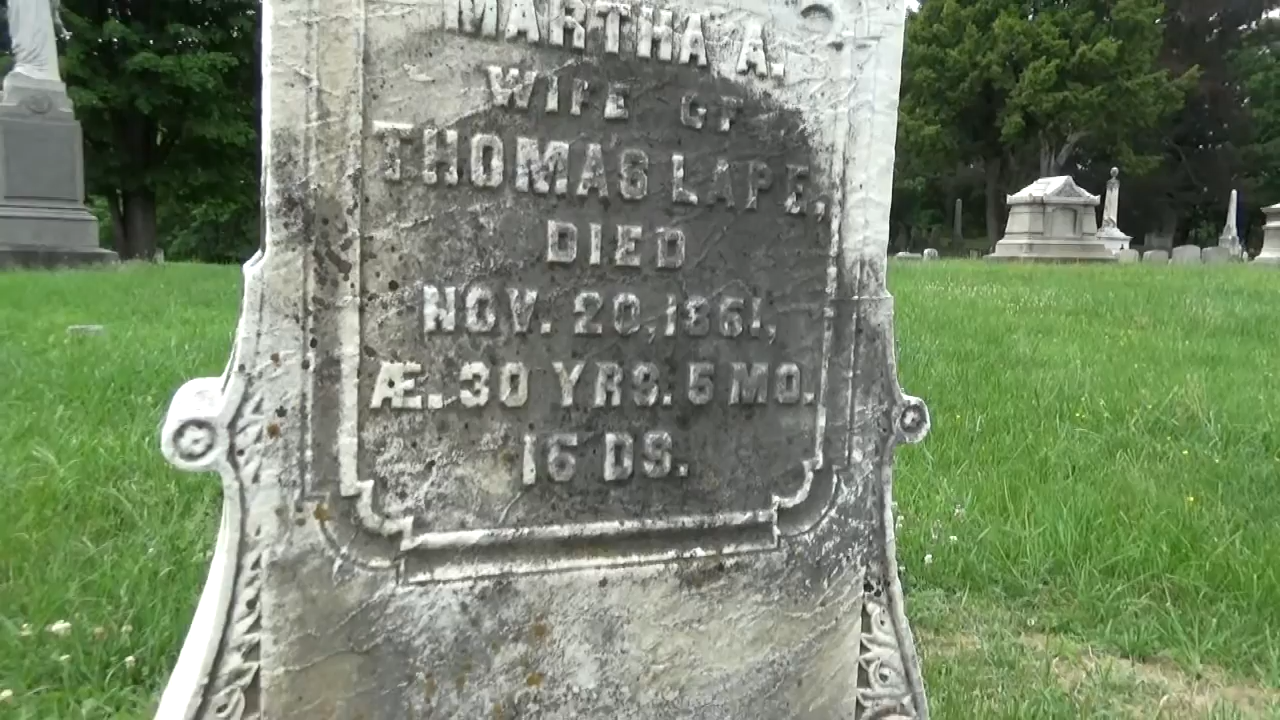 MARTHA A.
WIFE OF
THOMAS LAPE,
DIED
NOV. 20, 1861,
Æ. 30 YRS. 5 MO.
16 DS.